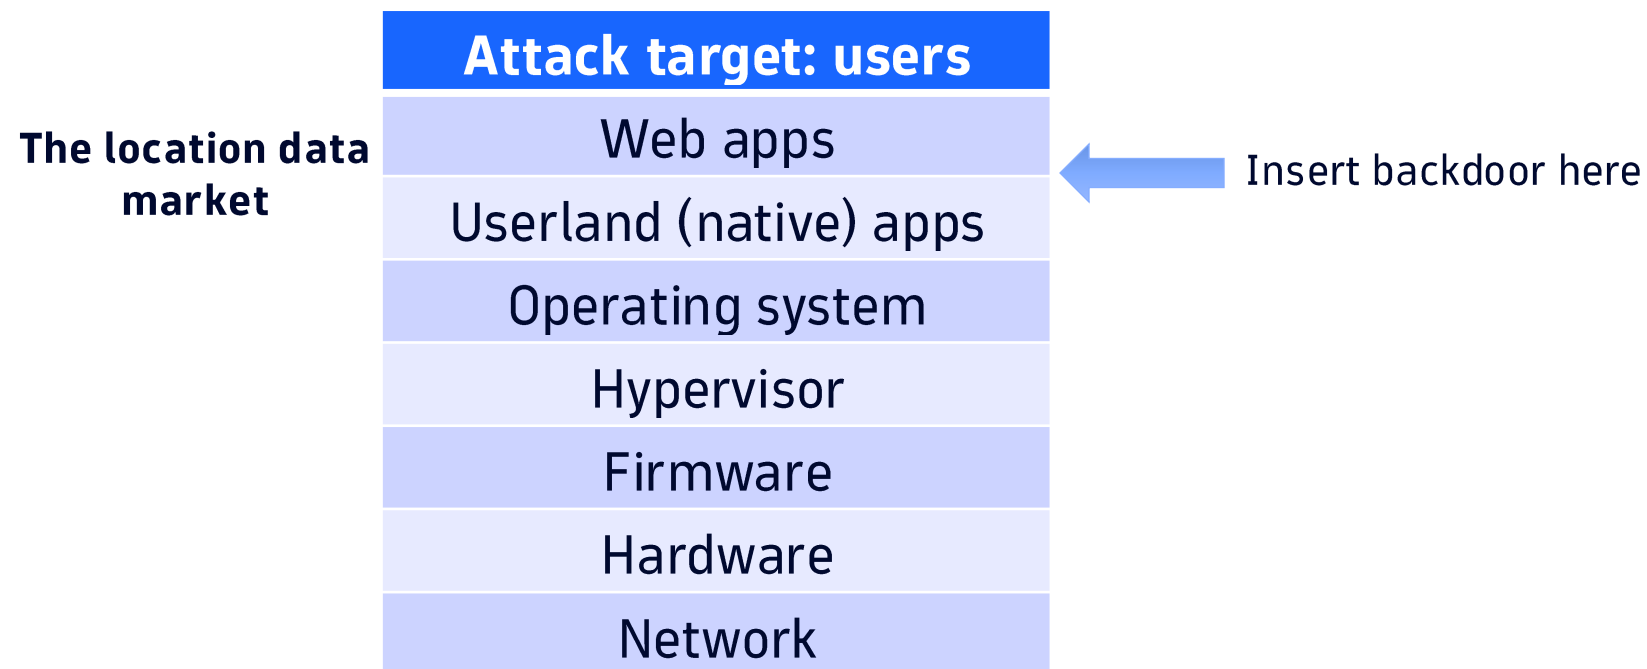 Attack target: users
The location data
market
Web apps
Insert backdoor here
Userland (native) apps
Operating system
Hypervisor
Firmware
Hardware
Network